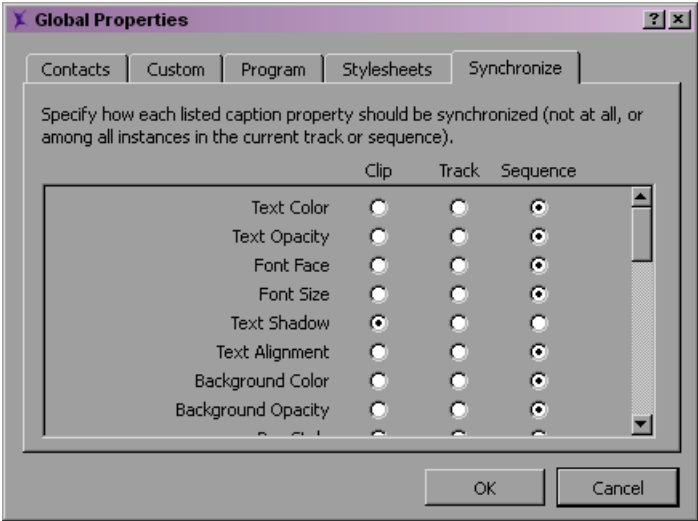 Global Properties
Contacts Custom Program Stylesheets Synchronize
Specify how each listed caption property should be synchronized (not at all, or
among all instances in the current track or sequence).
Clip Track Sequence
Text Color
Text Opacity
Font Face
Font Size
Text Shadow
Text Alignment
Background Color
Background Opacity
OK Cancel